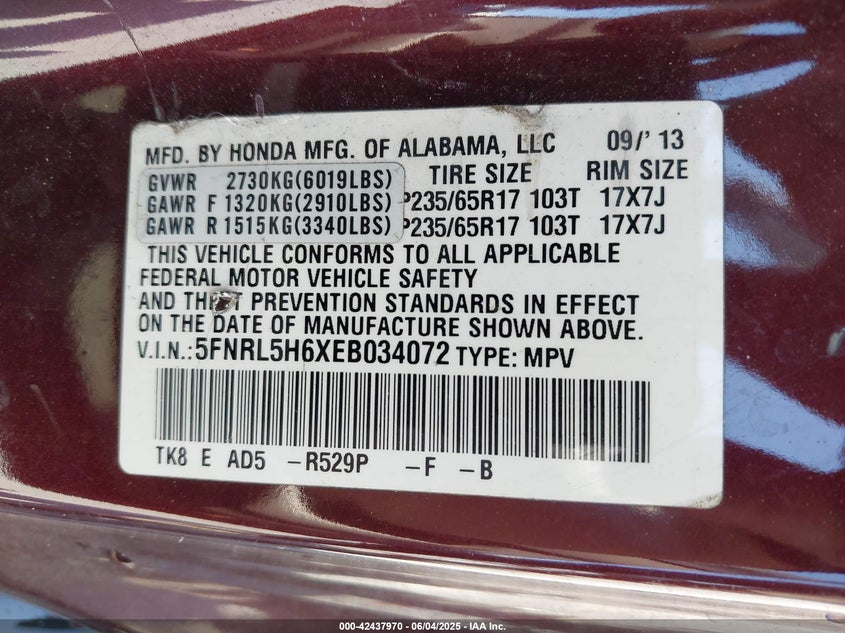 MFD. BY HONDA MFG. OF ALABAMA, LLC 09/' 13
TIRE SIZE RIM SIZE
GVWR 2730KG(6019LBS)
GAWR F 1320KG(2910LBS) P235/65R17 103T 17X7J
GAWR R 1515KG(3340LBS) P235/65R17 103T 17X7J
THIS VEHICLE CONFORMS TO ALL APPLICABLE
FEDERAL MOTOR VEHICLE SAFETY
AND THEFT PREVENTION STANDARDS IN EFFECT
ON THE DATE OF MANUFACTURE SHOWN ABOVE.
V.I.N.: 5FNRL5H6XEB034072 TYPE: MPV
TK8 E AD5 -R529P -F -B
000-42437970 | 06/04/2025 - IAA Inc.